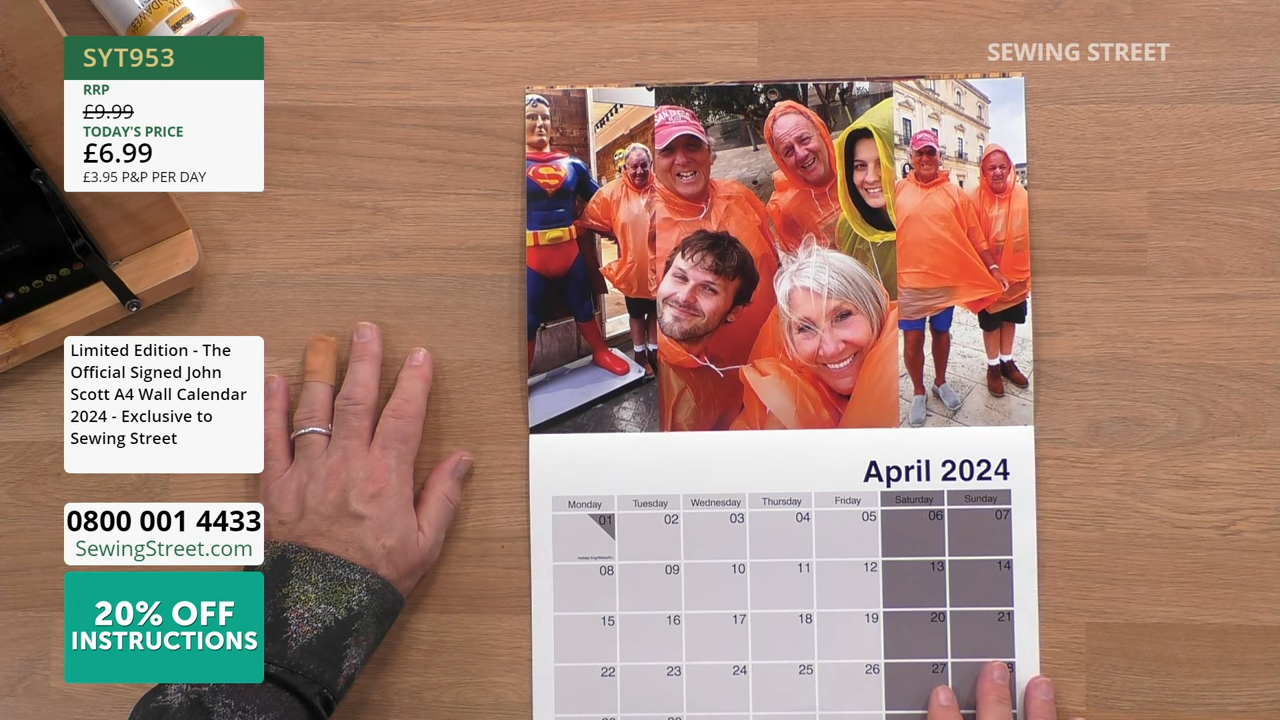 SYT953
RRP
£9.99
TODAY'S PRICE
£6.99
£3.95 P&P PER DAY
SEWING STREET
Limited Edition - The
Official Signed John
Scott A4 Wall Calendar
2024 - Exclusive to
Sewing Street
0800 001 4433
SewingStreet.com
20% OFF
INSTRUCTIONS
April 2024
Monday Tuesday Wednesday Thursday Friday Saturday Sunday
01 02 03 04 05 06 07
08 09 10 11 12 13 14
15 16 17 18 19 20 21
22 23 24 25 26 27